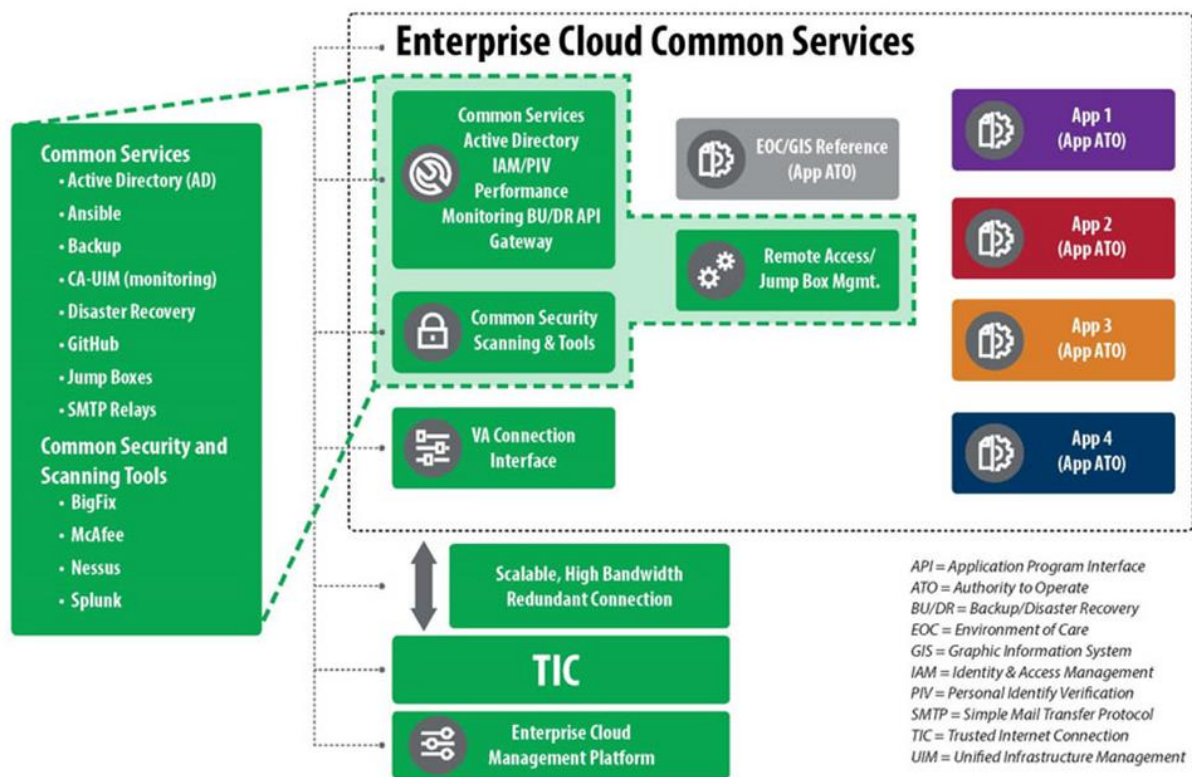 Enterprise Cloud Common Services
Common Services
• Active Directory (AD)
• Ansible
• Backup
• CA-UIM (monitoring)
• Disaster Recovery
• GitHub
• Jump Boxes
• SMTP Relays
Common Security and
Scanning Tools
• BigFix
• McAfee
• Nessus
• Splunk
Common Services
Active Directory
IAM/PIV
Performance
Monitoring BU/DR API
Gateway
Common Security
Scanning & Tools
VA Connection
Interface
EOC/GIS Reference
(App ATO)
Remote Access/
Jump Box Mgmt.
App 1
(App ATO)
App 2
(App ATO)
App 3
(App ATO)
App 4
(App ATO)
Scalable, High Bandwidth
Redundant Connection
TIC
Enterprise Cloud
Management Platform
API = Application Program Interface
ATO = Authority to Operate
BU/DR = Backup/Disaster Recovery
EOC = Environment of Care
GIS = Graphic Information System
IAM = Identity & Access Management
PIV = Personal Identify Verification
SMTP = Simple Mail Transfer Protocol
TIC = Trusted Internet Connection
UIM = Unified Infrastructure Management